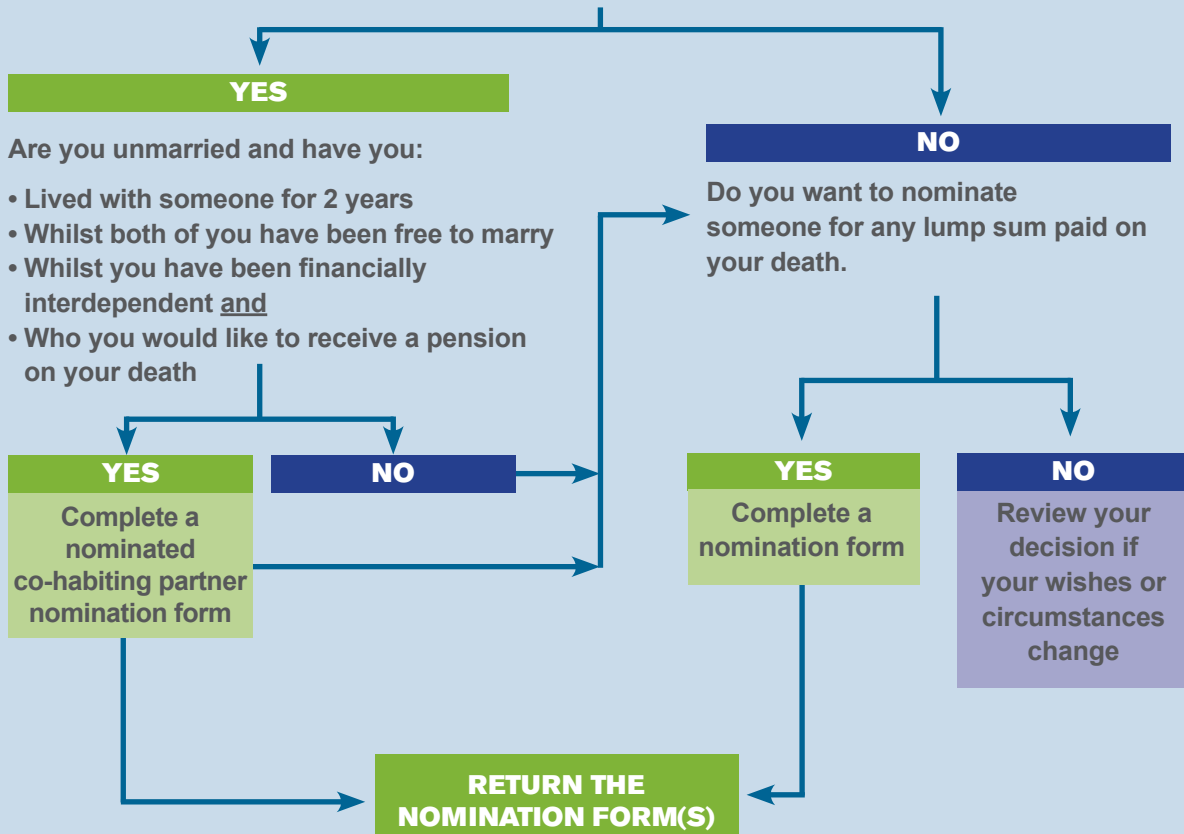 YES
Are you unmarried and have you:
• Lived with someone for 2 years
• Whilst both of you have been free to marry
• Whilst you have been financially
interdependent and
• Who you would like to receive a pension
on your death
NO
Do you want to nominate
someone for any lump sum paid on
your death.
YES
Complete a
nominated
co-habiting partner
nomination form
NO
YES
Complete a
nomination form
NO
Review your
decision if
your wishes or
circumstances
change
RETURN THE
NOMINATION FORM(S)